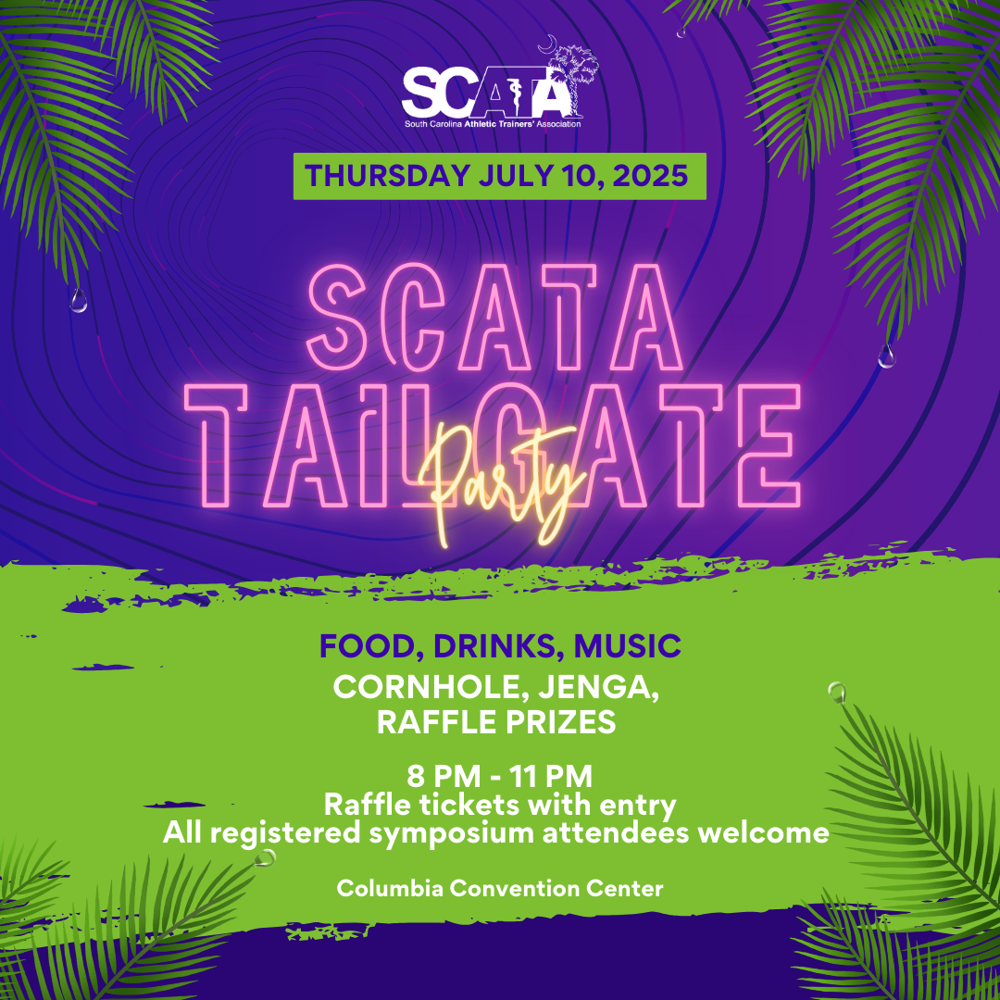 SCATA
South Carolina Athletic Trainers' Association
THURSDAY JULY 10, 2025
SCATA
TAILGATE
Party
FOOD, DRINKS, MUSIC
CORNHOLE, JENGA,
RAFFLE PRIZES
8 PM - 11 PM
Raffle tickets with entry
All registered symposium attendees welcome
Columbia Convention Center